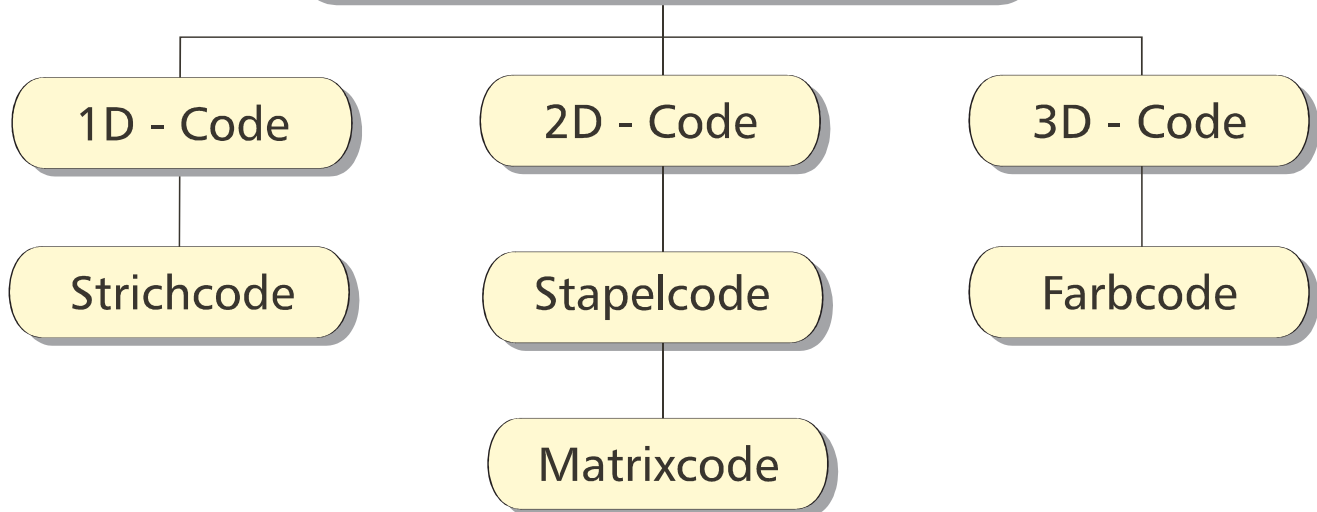 1D - Code
2D - Code
3D - Code
Strichcode
Stapelcode
Farbcode
Matrixcode